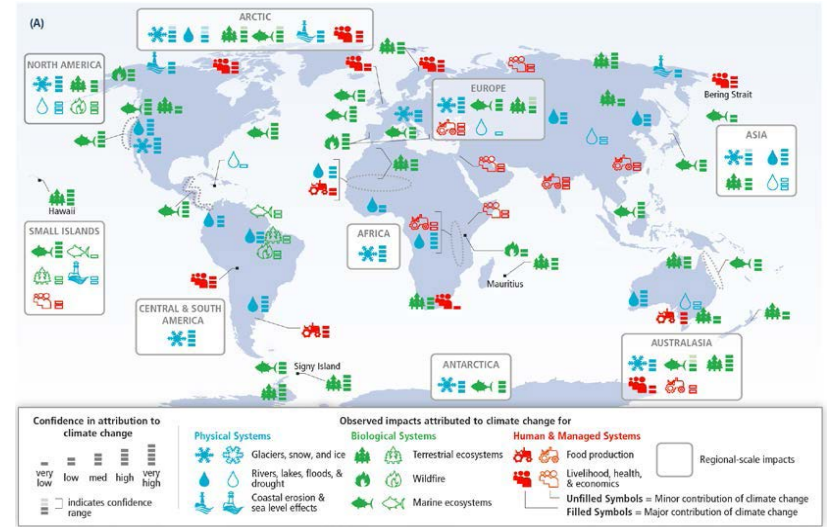 (A)
ARCTIC
NORTH AMERICA
EUROPE
Bering Strait
ASIA
Hawaii
SMALL ISLANDS
AFRICA
Mauritius
CENTRAL & SOUTH
AMERICA
AUSTRALASIA
Signy Island
ANTARCTICA
Confidence in attribution to
climate change
very
low
low
med
high
very
high
indicates confidence
range
Observed impacts attributed to climate change for
Physical Systems
Glaciers, snow, and ice
Rivers, lakes, floods, &
drought
Coastal erosion &
sea level effects
Biological Systems
Terrestrial ecosystems
Wildfire
Marine ecosystems
Human & Managed Systems
Food production
Livelihood, health,
& economics
Unfilled Symbols = Minor contribution of climate change
Filled Symbols = Major contribution of climate change
Regional-scale impacts